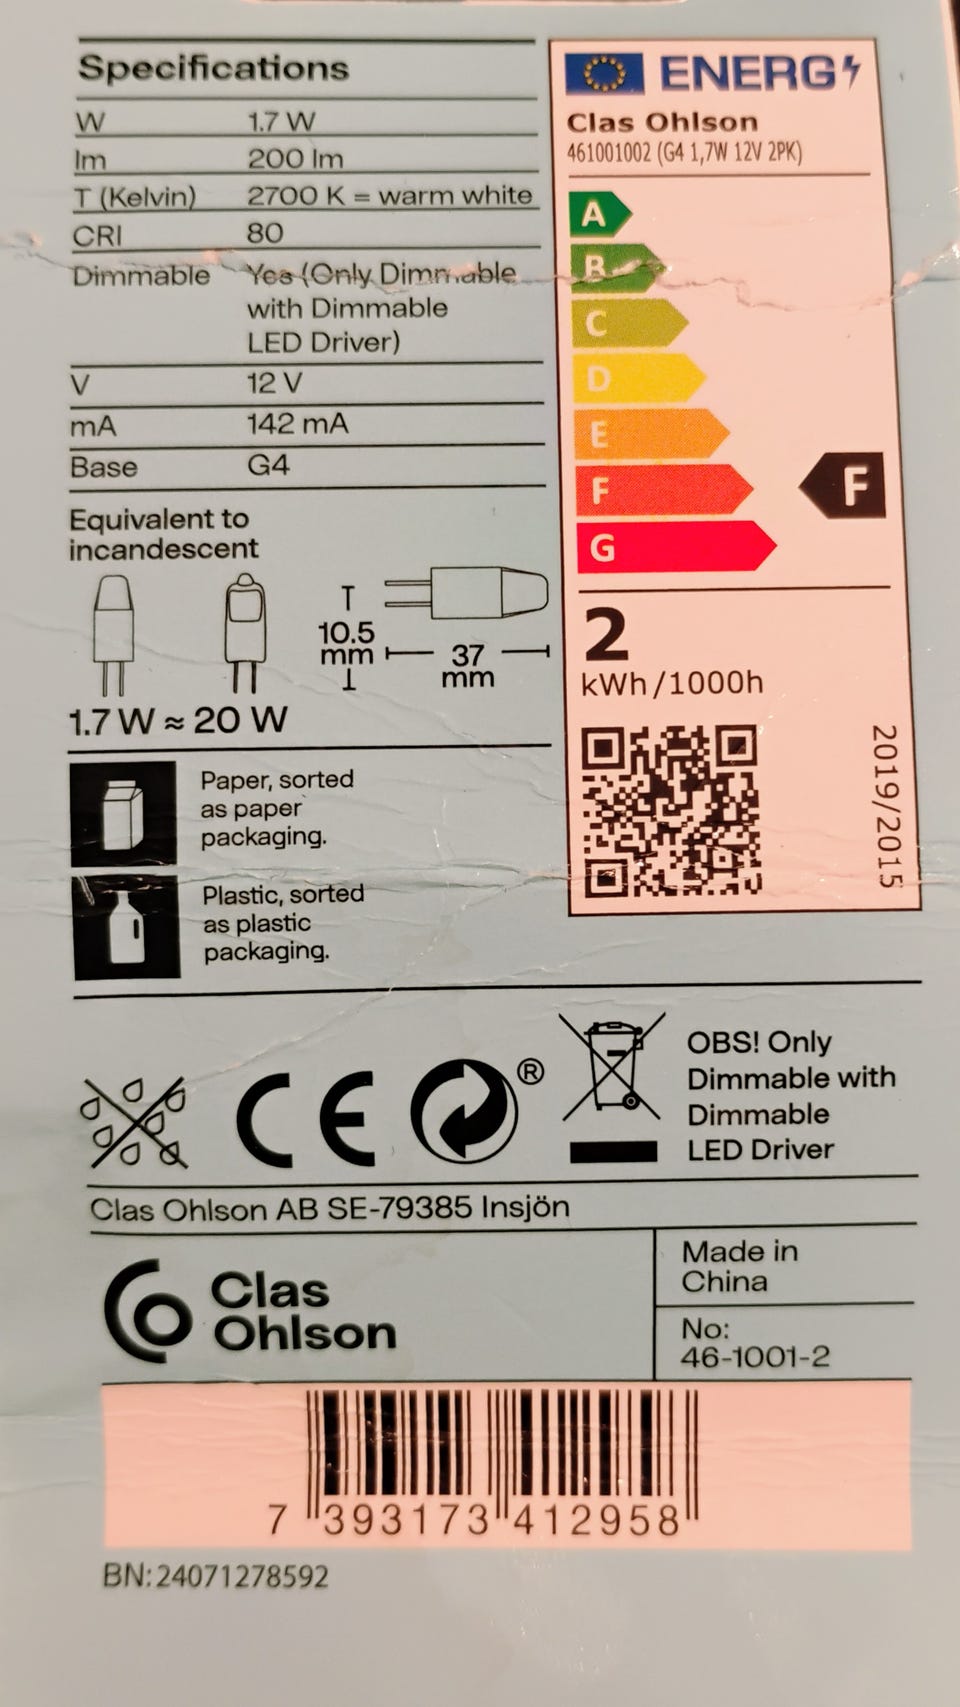 Specifications
W 1.7 W
lm 200 lm
T (Kelvin) 2700 K = warm white
CRI 80
Dimmable Yes (Only Dimmable
with Dimmable
LED Driver)
V 12 V
mA 142 mA
Base G4
Equivalent to
incandescent
10.5
mm
37
mm
1.7 W ≈ 20 W
Paper, sorted
as paper
packaging.
Plastic, sorted
as plastic
packaging.
ENERG
Clas Ohlson
461001002 (G4 1,7W 12V 2PK)
A
B
C
D
E
F
F
G
2
kWh/1000h
2019/2015
CE
®
OBS! Only
Dimmable with
Dimmable
LED Driver
Clas Ohlson AB SE-79385 Insjön
Clas
Ohlson
Made in
China
No:
46-1001-2
7 393173 412958
BN:24071278592